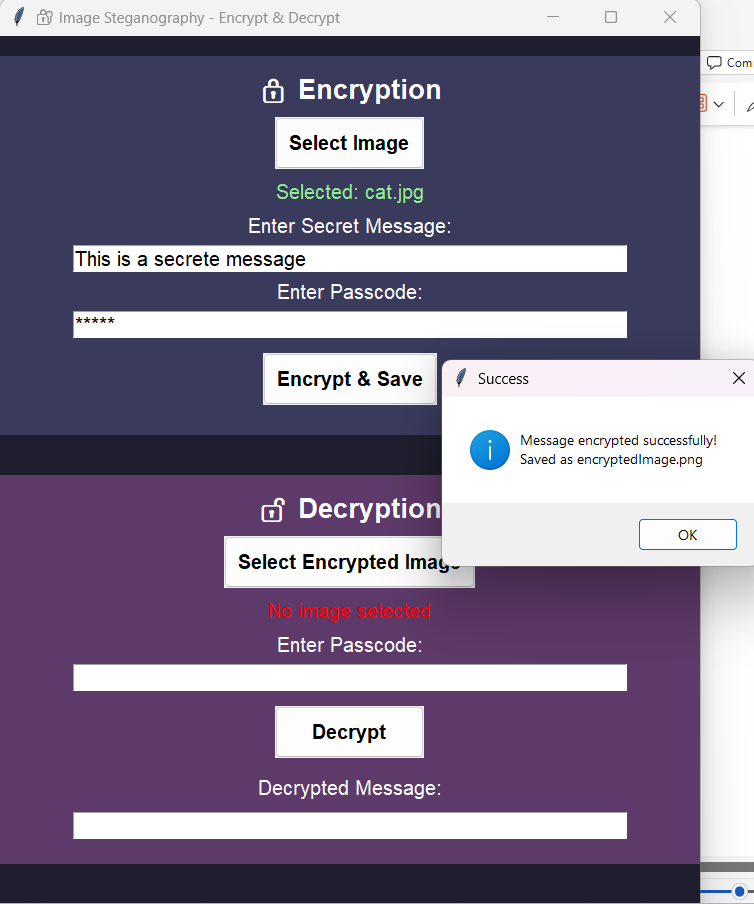 Image Steganography - Encrypt & Decrypt
Encryption
Select Image
Selected: cat.jpg
Enter Secret Message:
This is a secrete message
Enter Passcode:
*****
Encrypt & Save
Success
Message encrypted successfully!
Saved as encryptedImage.png
OK
Decryption
Select Encrypted Image
No image selected
Enter Passcode:
Decrypt
Decrypted Message: